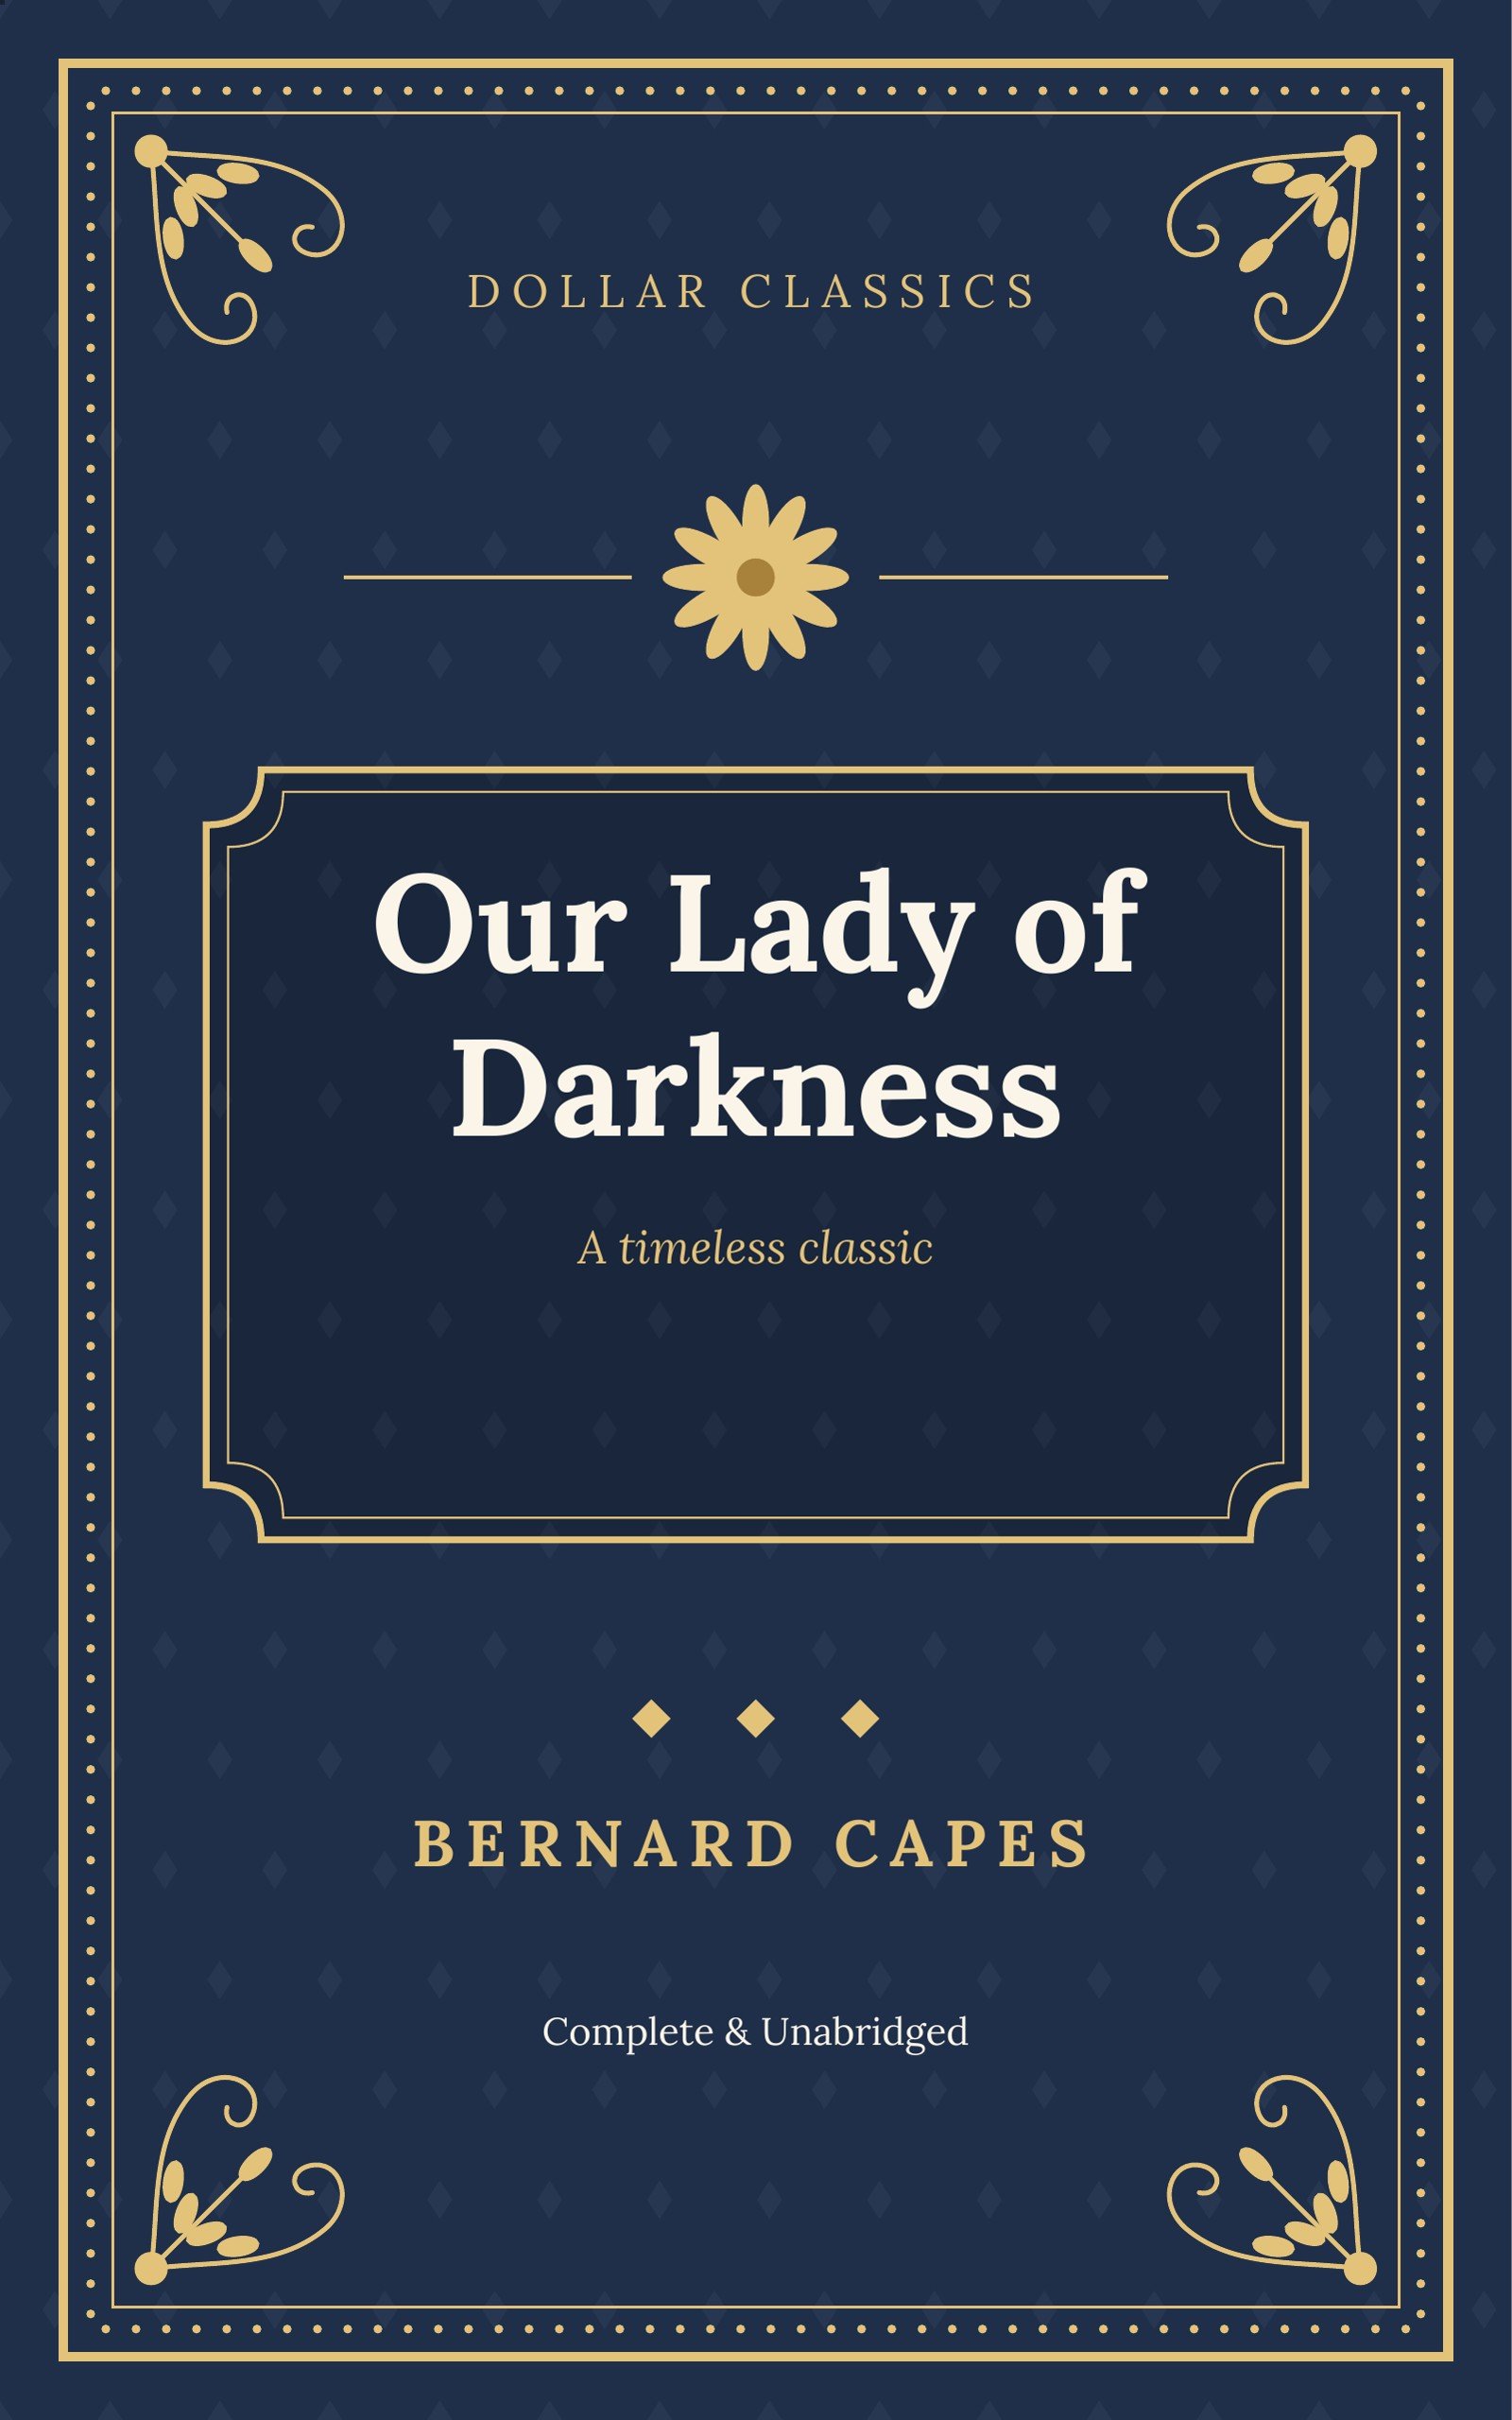 DOLLAR CLASSICS
Our Lady of
Darkness
A timeless classic
BERNARD CAPES
Complete & Unabridged